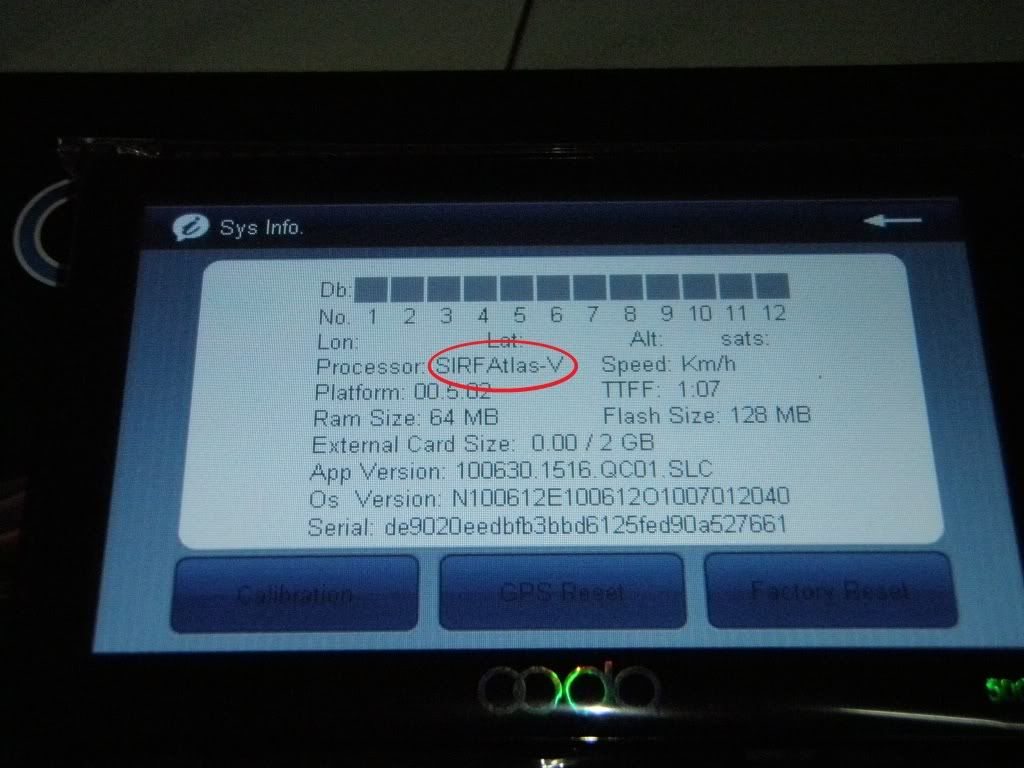 Sys Info.
Db:
No. 1 2 3 4 5 6 7 8 9 10 11 12
Lon: Lat: Alt: sats:
Processor: SIRFAtlas-V Speed: Km/h
Platform: 00.5.02 TTFF: 1:07
Ram Size: 64 MB Flash Size: 128 MB
External Card Size: 0.00 / 2 GB
App Version: 100630.1516.QC01.SLC
Os Version: N100612E100612O1007012040
Serial: de9020eedbfb3bbd6125fed90a527661
Calibration GPS Reset Factory Reset